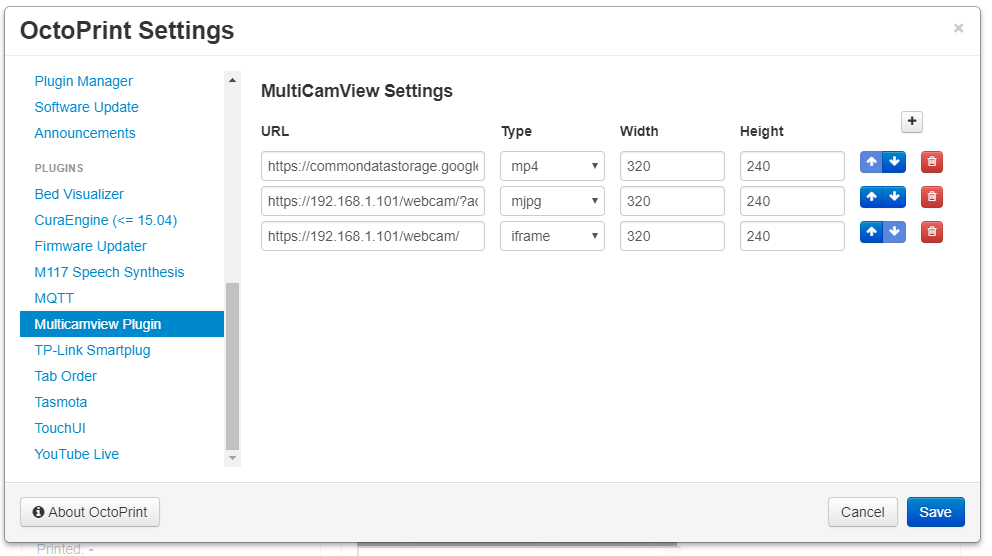 OctoPrint Settings
×
Plugin Manager
Software Update
Announcements
PLUGINS
Bed Visualizer
CuraEngine (<= 15.04)
Firmware Updater
M117 Speech Synthesis
MQTT
Multicamview Plugin
TP-Link Smartplug
Tab Order
Tasmota
TouchUI
YouTube Live
MultiCamView Settings
URL Type Width Height +
https://commondatastorage.google mp4 320 240
https://192.168.1.101/webcam/?ac mjpg 320 240
https://192.168.1.101/webcam/ iframe 320 240
About OctoPrint Cancel Save
Printed: -